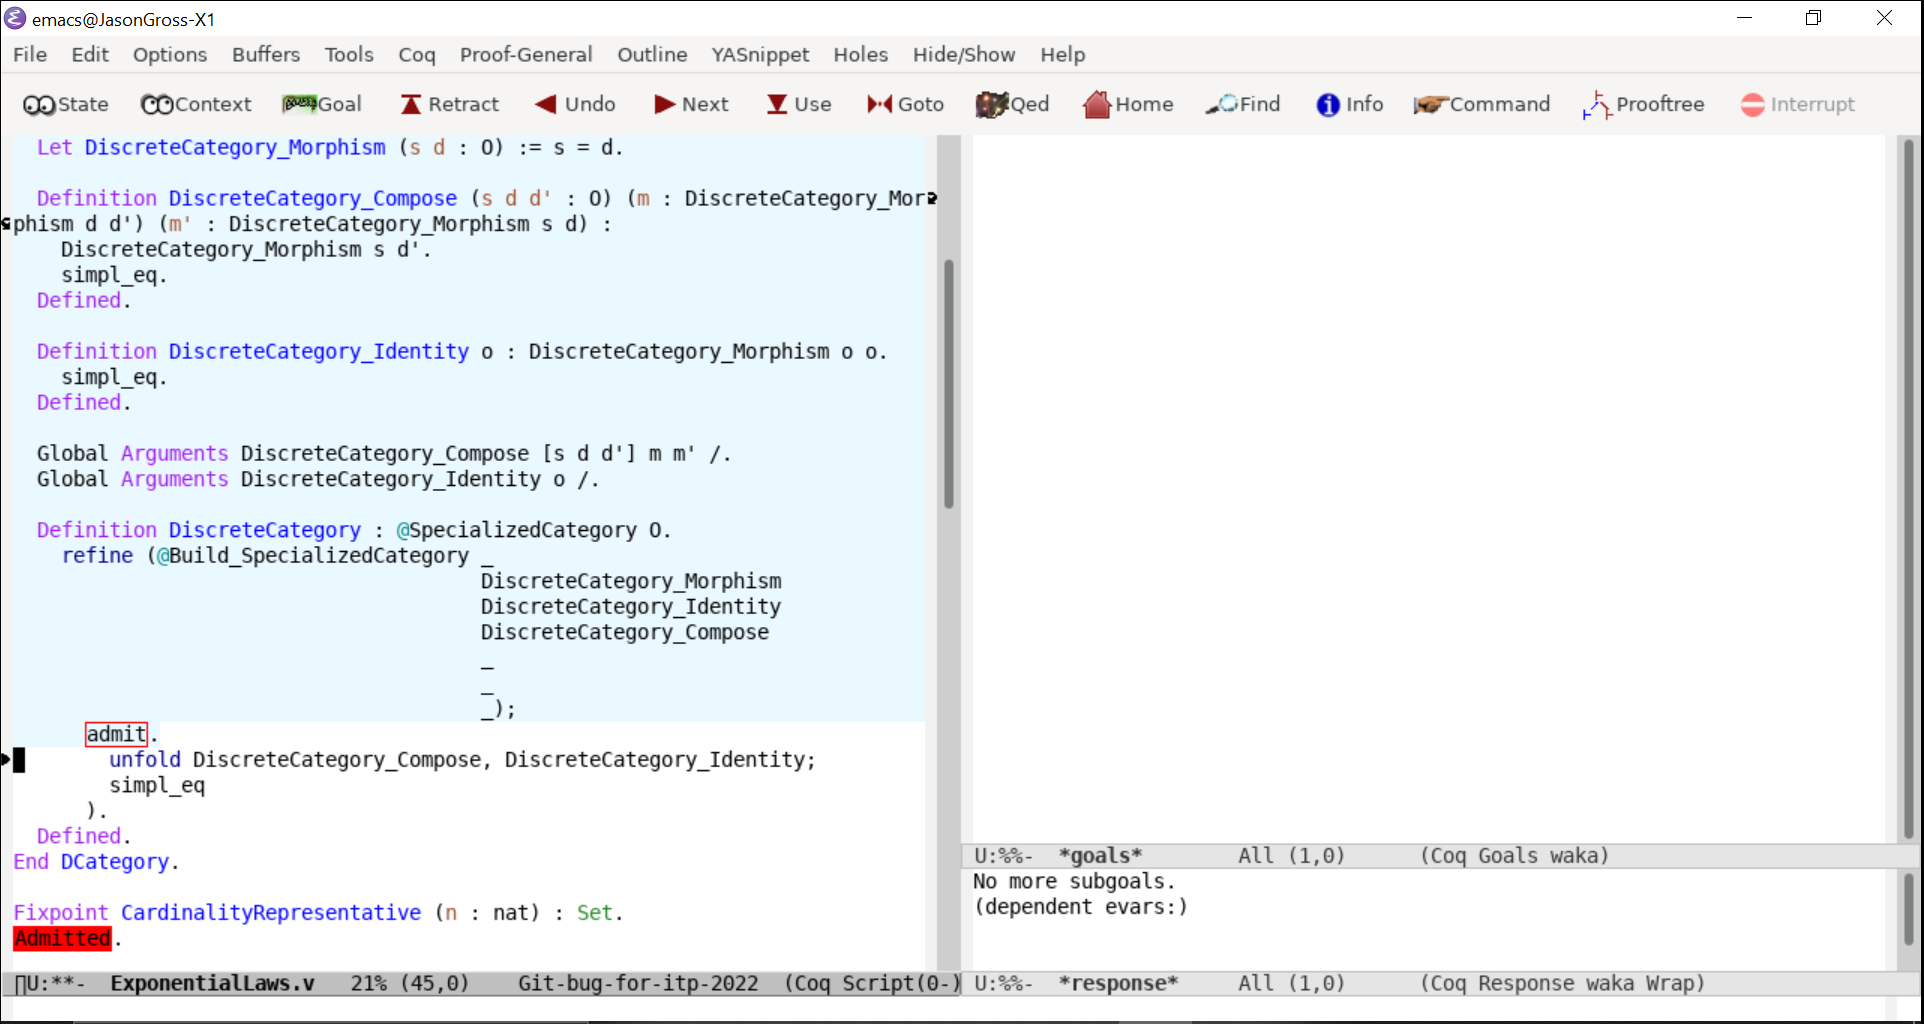 emacs@JasonGross-X1
File Edit Options Buffers Tools Coq Proof-General Outline YASnippet Holes Hide/Show Help
State Context Goal Retract Undo Next Use Goto Qed Home Find Info Command Prooftree Interrupt
Let DiscreteCategory_Morphism (s d : O) := s = d.
Definition DiscreteCategory_Compose (s d d' : O) (m : DiscreteCategory_Mor
phism d d') (m' : DiscreteCategory_Morphism s d) :
DiscreteCategory_Morphism s d'.
simpl_eq.
Defined.
Definition DiscreteCategory_Identity o : DiscreteCategory_Morphism o o.
simpl_eq.
Defined.
Global Arguments DiscreteCategory_Compose [s d d'] m m' /.
Global Arguments DiscreteCategory_Identity o /.
Definition DiscreteCategory : @SpecializedCategory O.
refine (@Build_SpecializedCategory _
DiscreteCategory_Morphism
DiscreteCategory_Identity
DiscreteCategory_Compose
_
_
_);
admit.
unfold DiscreteCategory_Compose, DiscreteCategory_Identity;
simpl_eq
).
Defined.
End DCategory.
Fixpoint CardinalityRepresentative (n : nat) : Set.
Admitted.
U:**- ExponentialLaws.v 21% (45,0) Git-bug-for-itp-2022 (Coq Script(0-)
U:%%- *goals* All (1,0) (Coq Goals waka)
No more subgoals.
(dependent evars:)
U:%%- *response* All (1,0) (Coq Response waka Wrap)